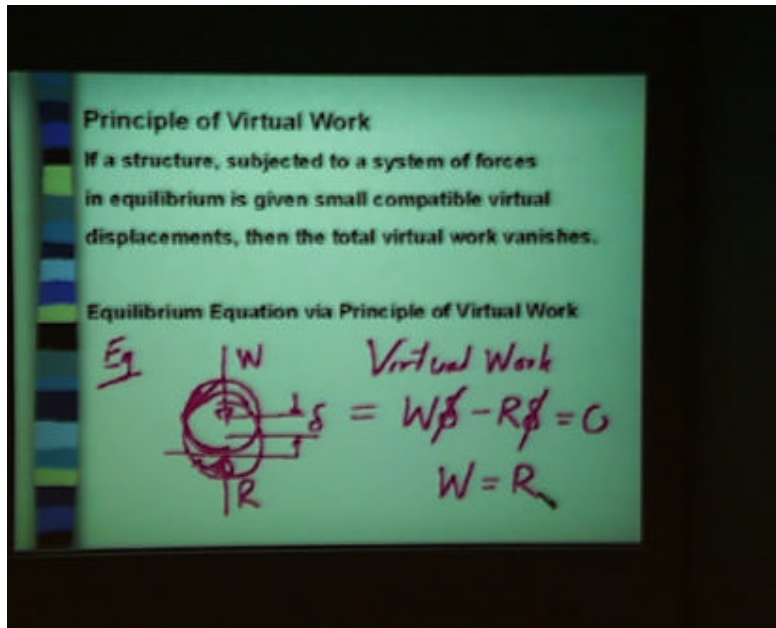 Principle of Virtual Work
If a structure, subjected to a system of forces
in equilibrium is given small compatible virtual
displacements, then the total virtual work vanishes.
Equilibrium Equation via Principle of Virtual Work
Eg
W
Virtual Work
δ = Wδ - Rδ = 0
R
W = R